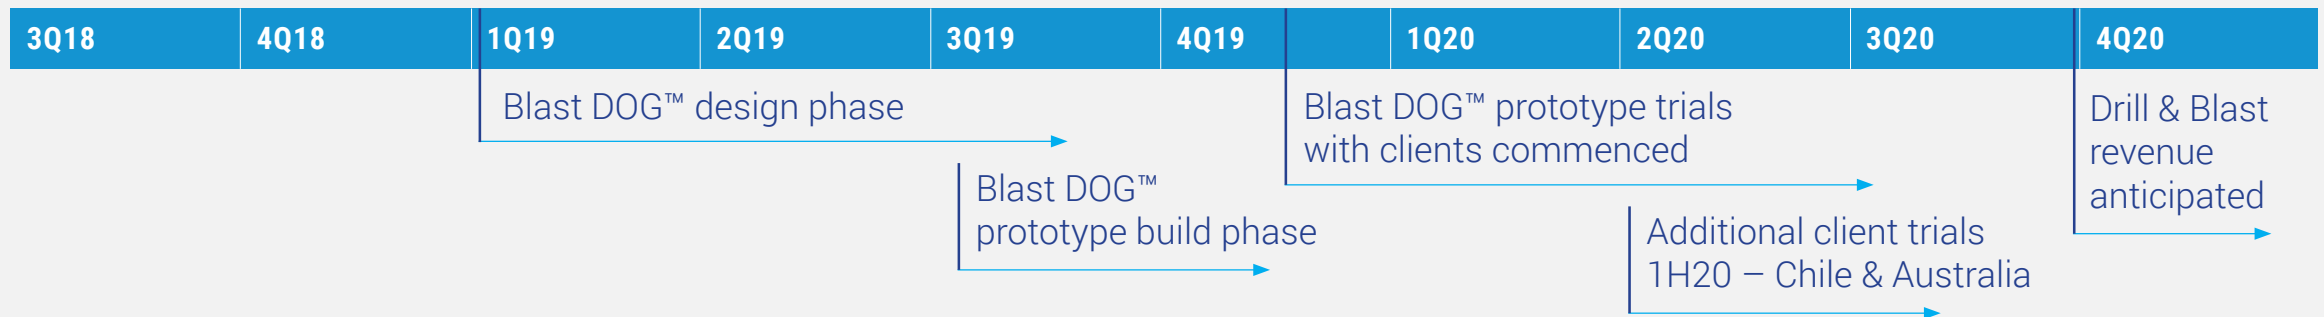 3Q18 4Q18 1Q19 2Q19 3Q19 4Q19 1Q20 2Q20 3Q20 4Q20
Blast DOG™ design phase
Blast DOG™
prototype build phase
Blast DOG™ prototype trials
with clients commenced
Additional client trials
1H20 – Chile & Australia
Drill & Blast
revenue
anticipated